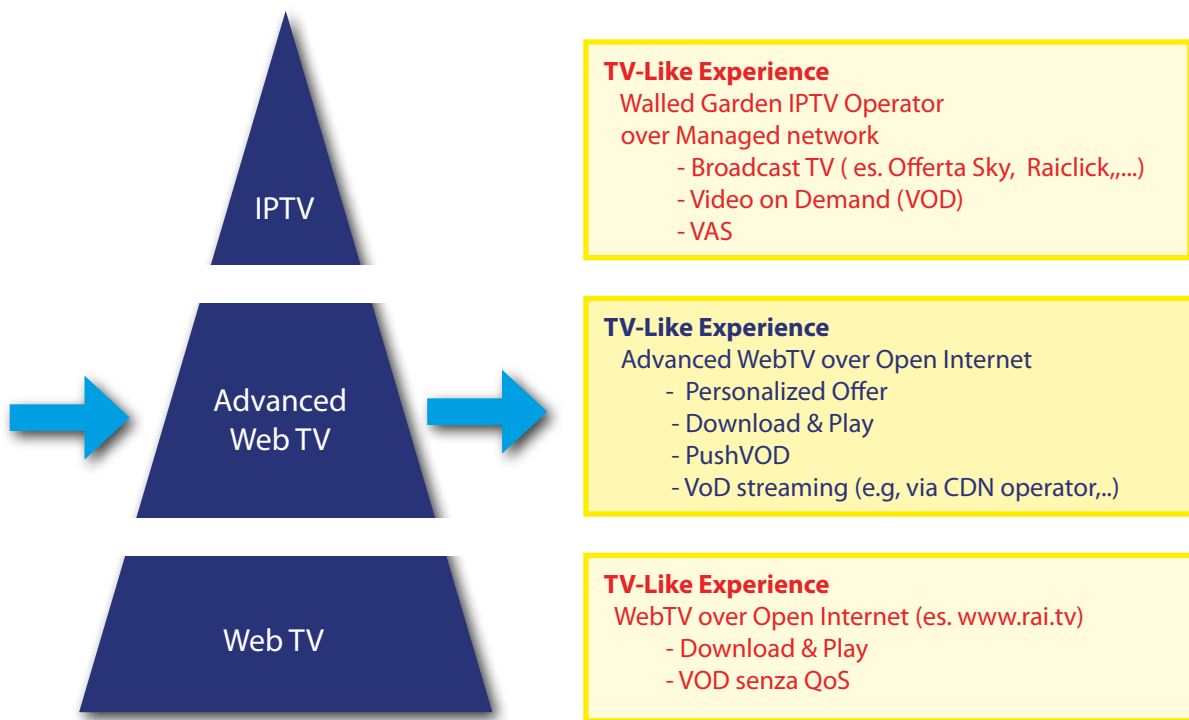 IPTV
TV-Like Experience
Walled Garden IPTV Operator
over Managed network
- Broadcast TV ( es. Offerta Sky, Raiclick,,...)
- Video on Demand (VOD)
- VAS
Advanced
Web TV
TV-Like Experience
Advanced WebTV over Open Internet
- Personalized Offer
- Download & Play
- PushVOD
- VoD streaming (e.g, via CDN operator,..)
Web TV
TV-Like Experience
WebTV over Open Internet (es. www.rai.tv)
- Download & Play
- VOD senza QoS